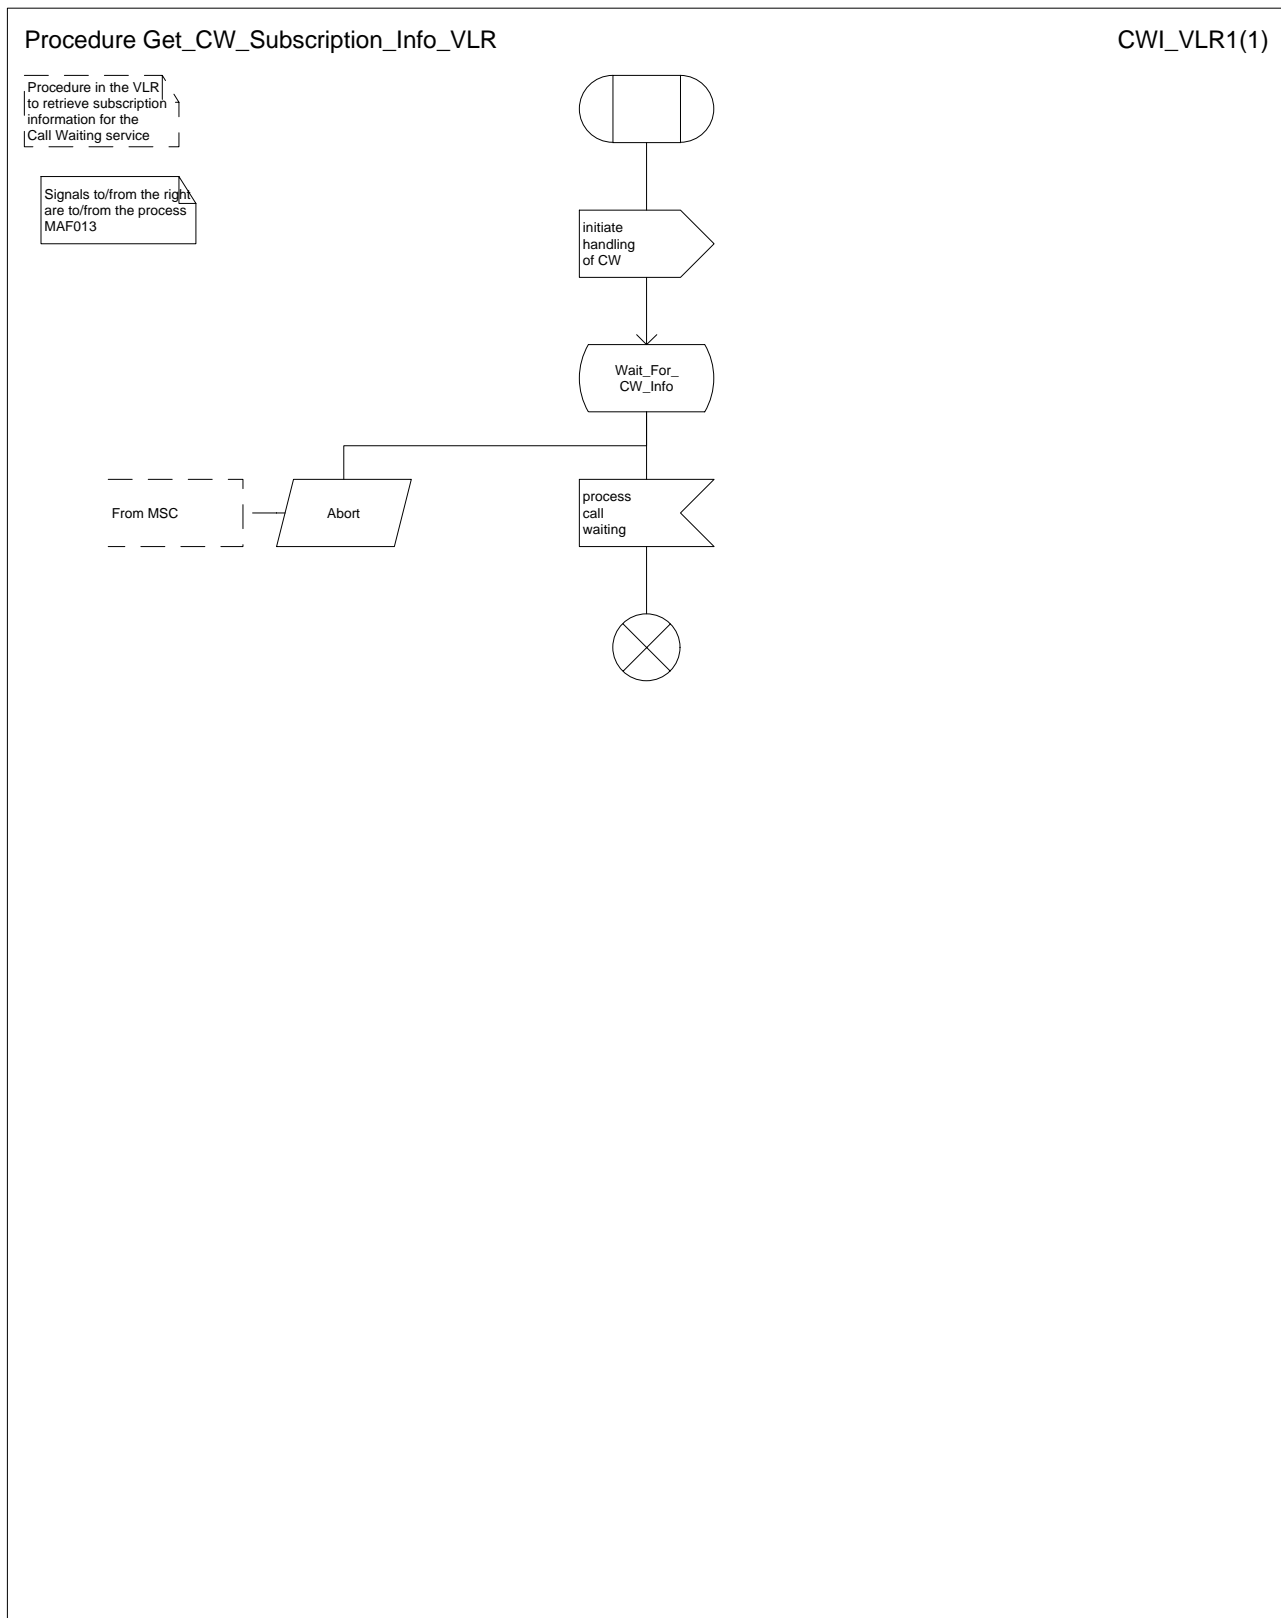 Procedure Get_CW_Subscription_Info_VLR
CWI_VLR1(1)
Procedure in the VLR
to retrieve subscription
information for the
Call Waiting service
Signals to/from the right
are to/from the process
MAF013
initiate
handling
of CW
Wait_For_
CW_Info
From MSC
Abort
process
call
waiting